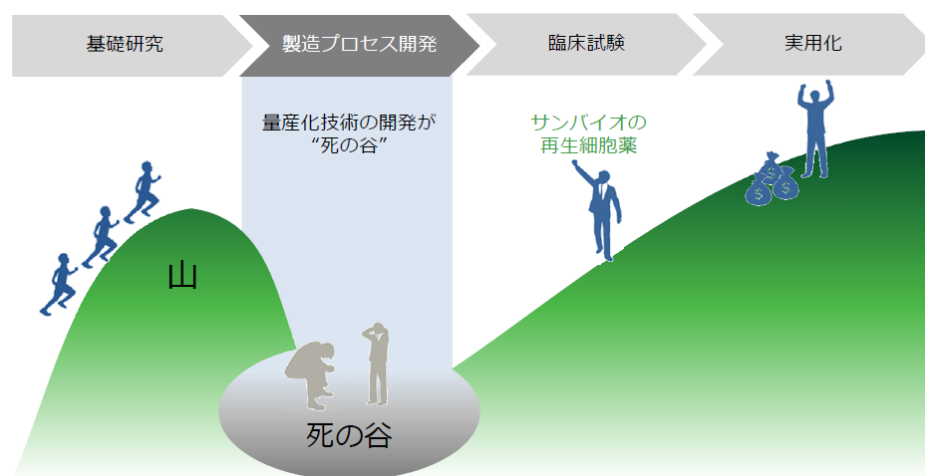 基礎研究
製造プロセス開発
臨床試験
実用化
量産化技術の開発が
“死の谷”
サンバイオの
再生細胞薬
山
死の谷
$
$
$